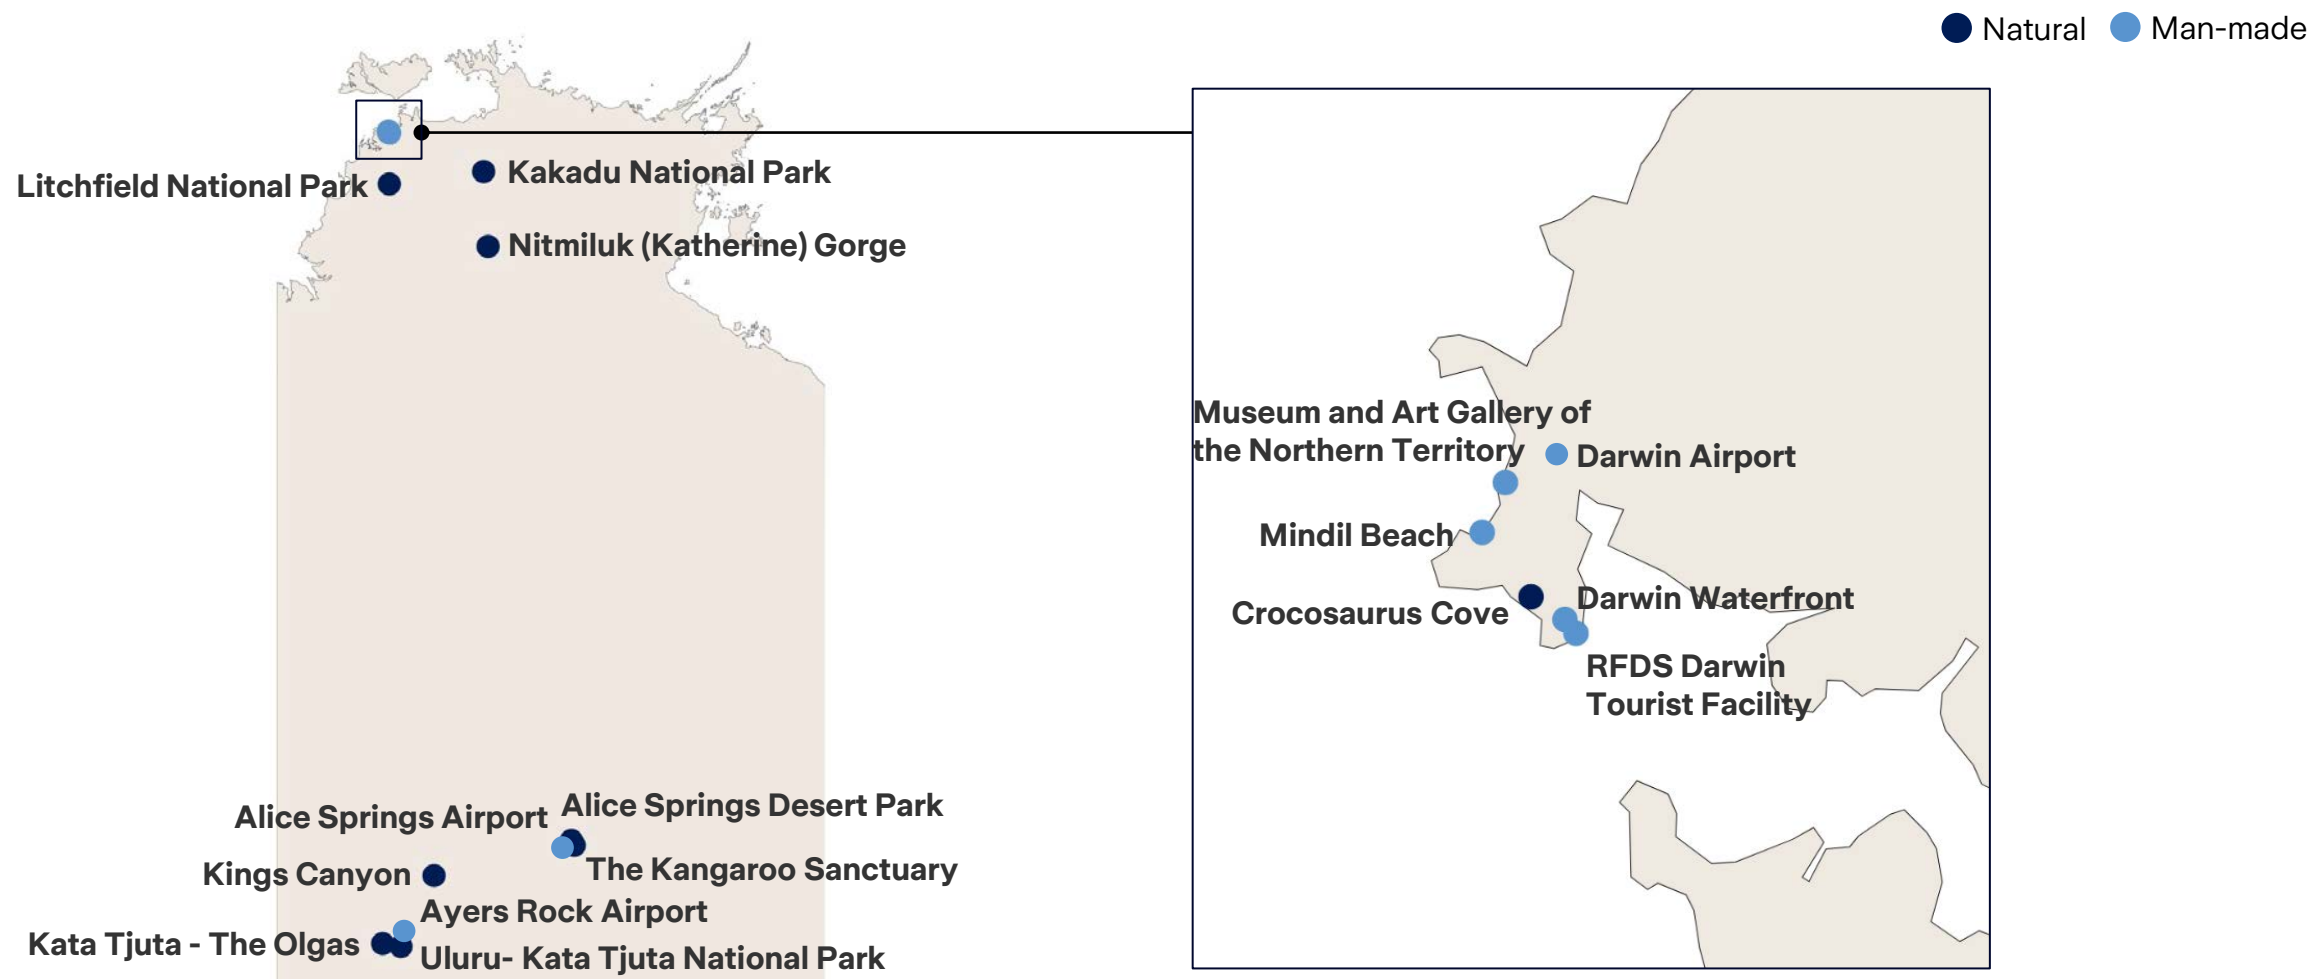 Natural
Man-made
Litchfield National Park
Kakadu National Park
Nitmiluk (Katherine) Gorge
Museum and Art Gallery of
the Northern Territory
Darwin Airport
Mindil Beach
Crocosaurus Cove
Darwin Waterfront
RFDS Darwin
Tourist Facility
Alice Springs Airport
Alice Springs Desert Park
Kings Canyon
The Kangaroo Sanctuary
Ayers Rock Airport
Kata Tjuta - The Olgas
Uluru- Kata Tjuta National Park